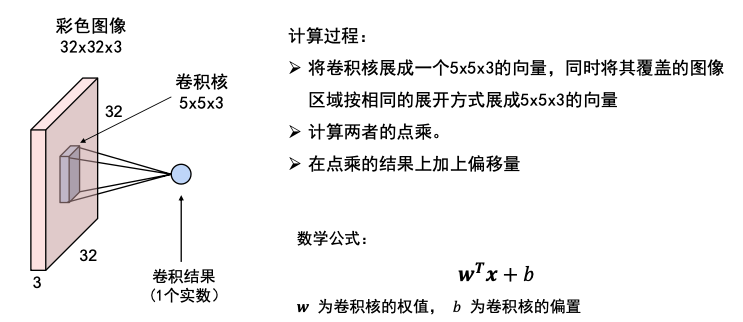 彩色图像
32x32x3
卷积核
5x5x3
32
32
3
卷积结果
（1个实数）
计算过程：
➢ 将卷积核展成一个5x5x3的向量，同时将其覆盖的图像
区域按相同的展开方式展成5x5x3的向量
➢ 计算两者的点乘。
➢ 在点乘的结果上加上偏移量
数学公式：
𝒘ᵀ𝒙 + b
𝒘 为卷积核的权值， b 为卷积核的偏置